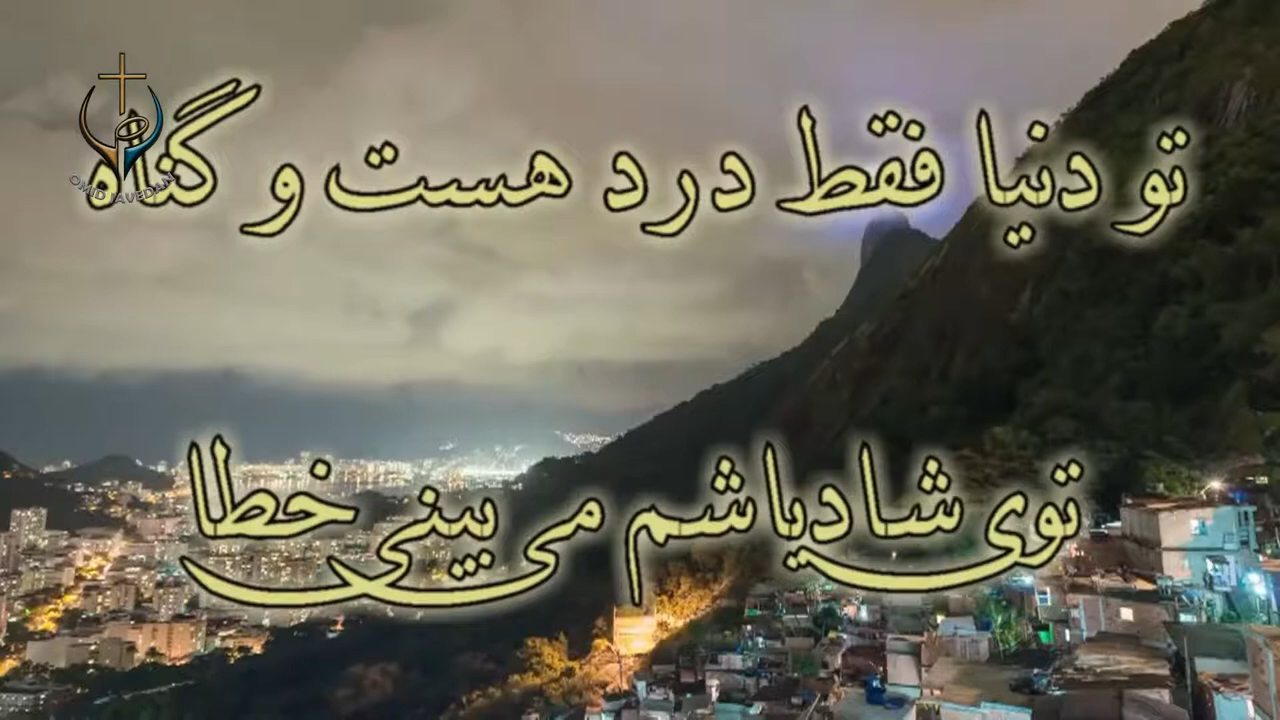 تو دنیا فقط درد هست و گناه
توی شادیاشم می بینی خطا
OMID JAVEDAN